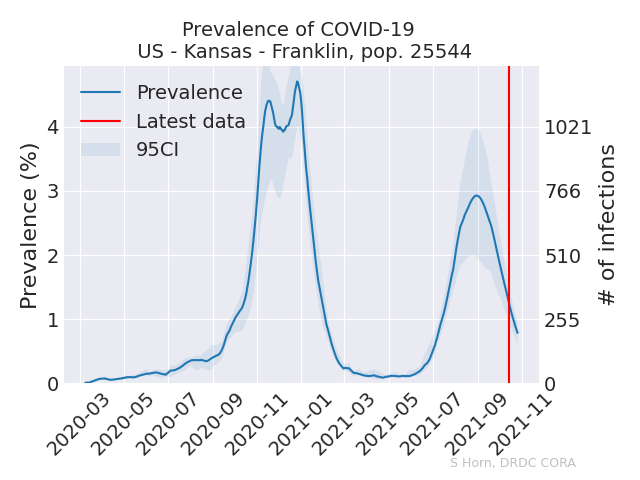 Prevalence of COVID-19
US - Kansas - Franklin, pop. 25544
Prevalence
Latest data
95CI
Prevalence (%)
4
3
2
1
0
# of infections
1021
766
510
255
0
2020-03
2020-05
2020-07
2020-09
2020-11
2021-01
2021-03
2021-05
2021-07
2021-09
2021-11
S Horn, DRDC CORA